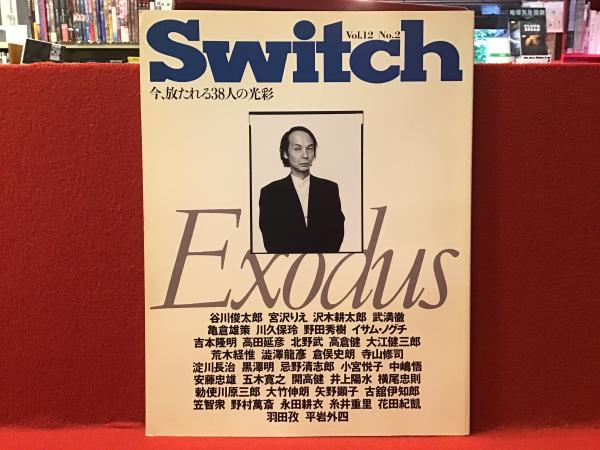 Vol.12 No.2
Switch
今、放たれる38人の光彩
Exodus
谷川俊太郎 宮沢りえ 沢木耕太郎 武満徹
亀倉雄策 川久保玲 野田秀樹 イサム・ノグチ
吉本隆明 高田延彦 北野武 高倉健 大江健三郎
荒木経惟 澁澤龍彦 倉俣史朗 寺山修司
淀川長治 黒澤明 忌野清志郎 小宮悦子 中嶋悟
安藤忠雄 五木寛之 開高健 井上陽水 横尾忠則
勅使川原三郎 大竹伸朗 矢野顕子 古舘伊知郎
笠智衆 野村萬斎 永田耕衣 糸井重里 花田紀凱
羽田孜 平岩外四